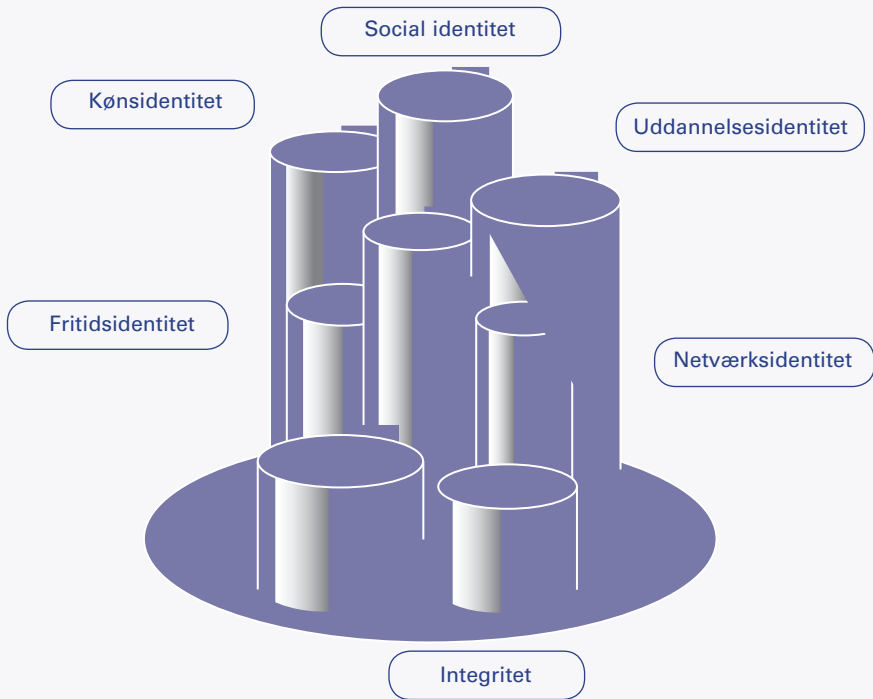 Social identitet
Kønsidentitet
Uddannelsesidentitet
Fritidsidentitet
Netværksidentitet
Integritet